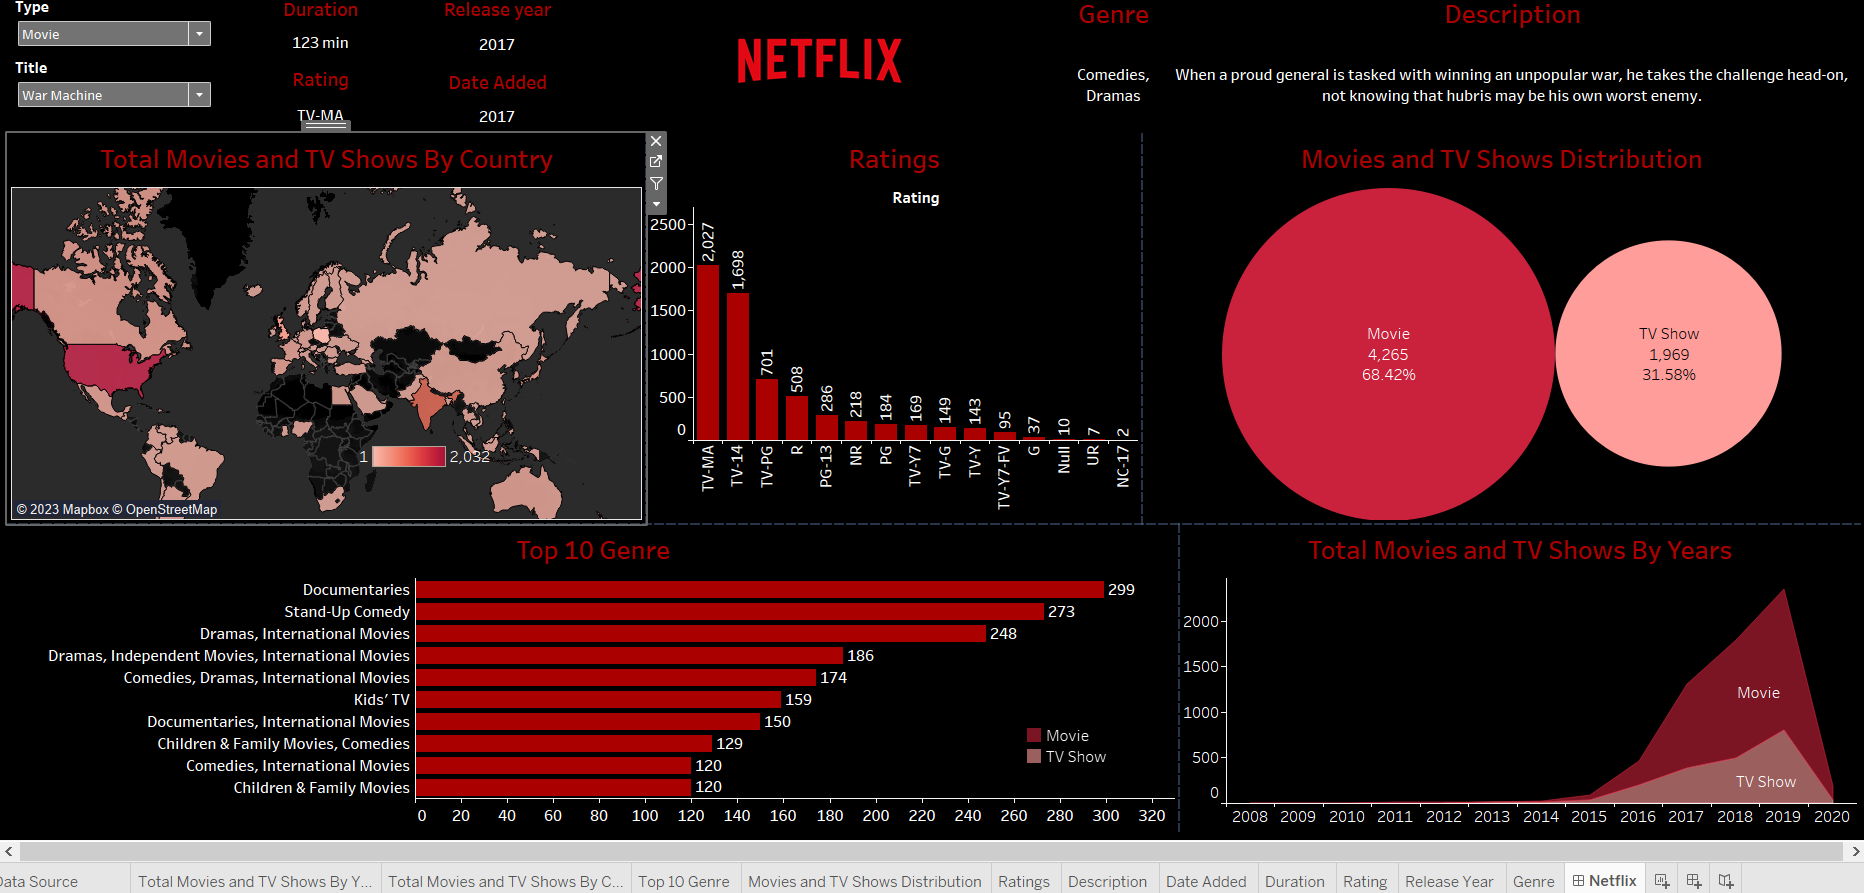 Type
Movie
Title
War Machine
Duration
123 min
Rating
TV-MA
Release year
2017
Date Added
2017
NETFLIX
Genre
Comedies,
Dramas
Description
When a proud general is tasked with winning an unpopular war, he takes the challenge head-on,
not knowing that hubris may be his own worst enemy.
Total Movies and TV Shows By Country
1
2,032
© 2023 Mapbox © OpenStreetMap
Ratings
Rating
2500
2000
1500
1000
500
0
2,027
1,698
701
508
286
218
184
169
149
143
95
37
10
7
2
TV-MA
TV-14
TV-PG
R
PG-13
NR
PG
TV-Y7
TV-G
TV-Y
TV-Y7-FV
G
Null
UR
NC-17
Movies and TV Shows Distribution
Movie
4,265
68.42%
TV Show
1,969
31.58%
Top 10 Genre
Documentaries 299
Stand-Up Comedy 273
Dramas, International Movies 248
Dramas, Independent Movies, International Movies 186
Comedies, Dramas, International Movies 174
Kids’ TV 159
Documentaries, International Movies 150
Children & Family Movies, Comedies 129
Comedies, International Movies 120
Children & Family Movies 120
0 20 40 60 80 100 120 140 160 180 200 220 240 260 280 300 320
Movie
TV Show
Total Movies and TV Shows By Years
2000
1500
1000
500
0
Movie
TV Show
2008 2009 2010 2011 2012 2013 2014 2015 2016 2017 2018 2019 2020
Data Source Total Movies and TV Shows By Y... Total Movies and TV Shows By C... Top 10 Genre Movies and TV Shows Distribution Ratings Description Date Added Duration Rating Release Year Genre Netflix